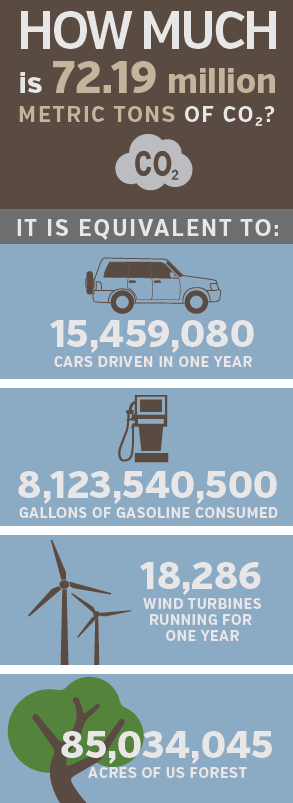 HOW MUCH
is 72.19 million
METRIC TONS OF CO₂?
CO₂
IT IS EQUIVALENT TO:
15,459,080
CARS DRIVEN IN ONE YEAR
8,123,540,500
GALLONS OF GASOLINE CONSUMED
18,286
WIND TURBINES
RUNNING FOR
ONE YEAR
85,034,045
ACRES OF US FOREST